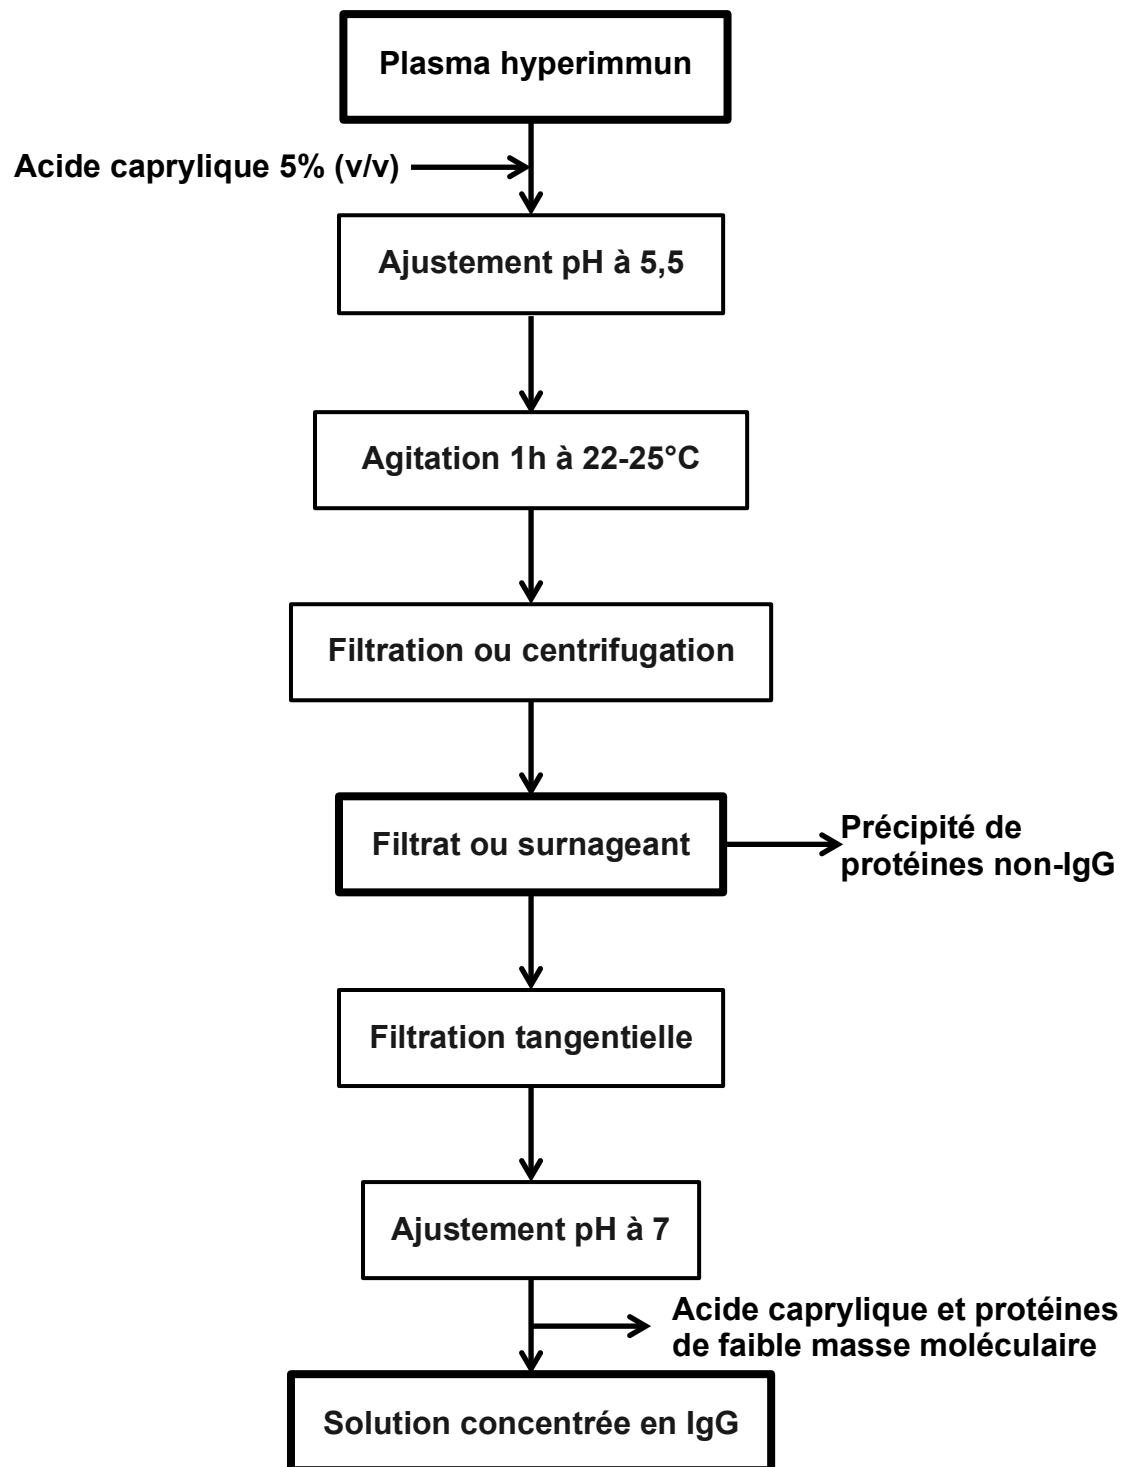 Plasma hyperimmun
Acide caprylique 5% (v/v)
Ajustement pH à 5,5
Agitation 1h à 22-25°C
Filtration ou centrifugation
Filtrat ou surnageant
Précipité de
protéines non-IgG
Filtration tangentielle
Ajustement pH à 7
Acide caprylique et protéines
de faible masse moléculaire
Solution concentrée en IgG